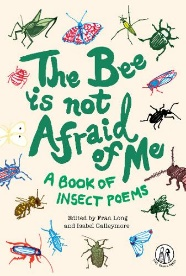 The Bee
is not
Afraid
of Me
A BOOK OF
INSECT POEMS
Edited by Fran Long
and Isabel Galleymore